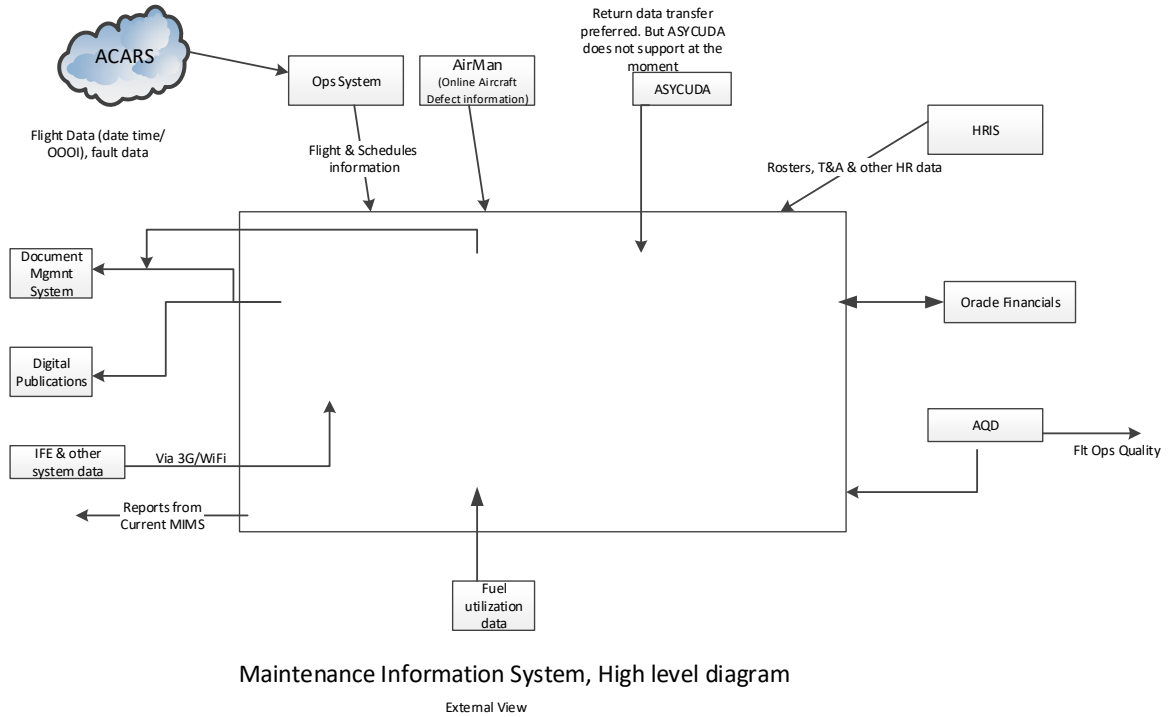 ACARS
Flight Data (date time/
OOOI), fault data
Ops System
Flight & Schedules
information
AirMan
(Online Aircraft
Defect information)
Return data transfer
preferred. But ASYCUDA
does not support at the
moment
ASYCUDA
HRIS
Rosters, T&A & other HR data
Document
Mgmnt
System
Oracle Financials
Digital
Publications
AQD
Flt Ops Quality
IFE & other
system data
Via 3G/WiFi
Reports from
Current MIMS
Fuel
utilization
data
Maintenance Information System, High level diagram
External View